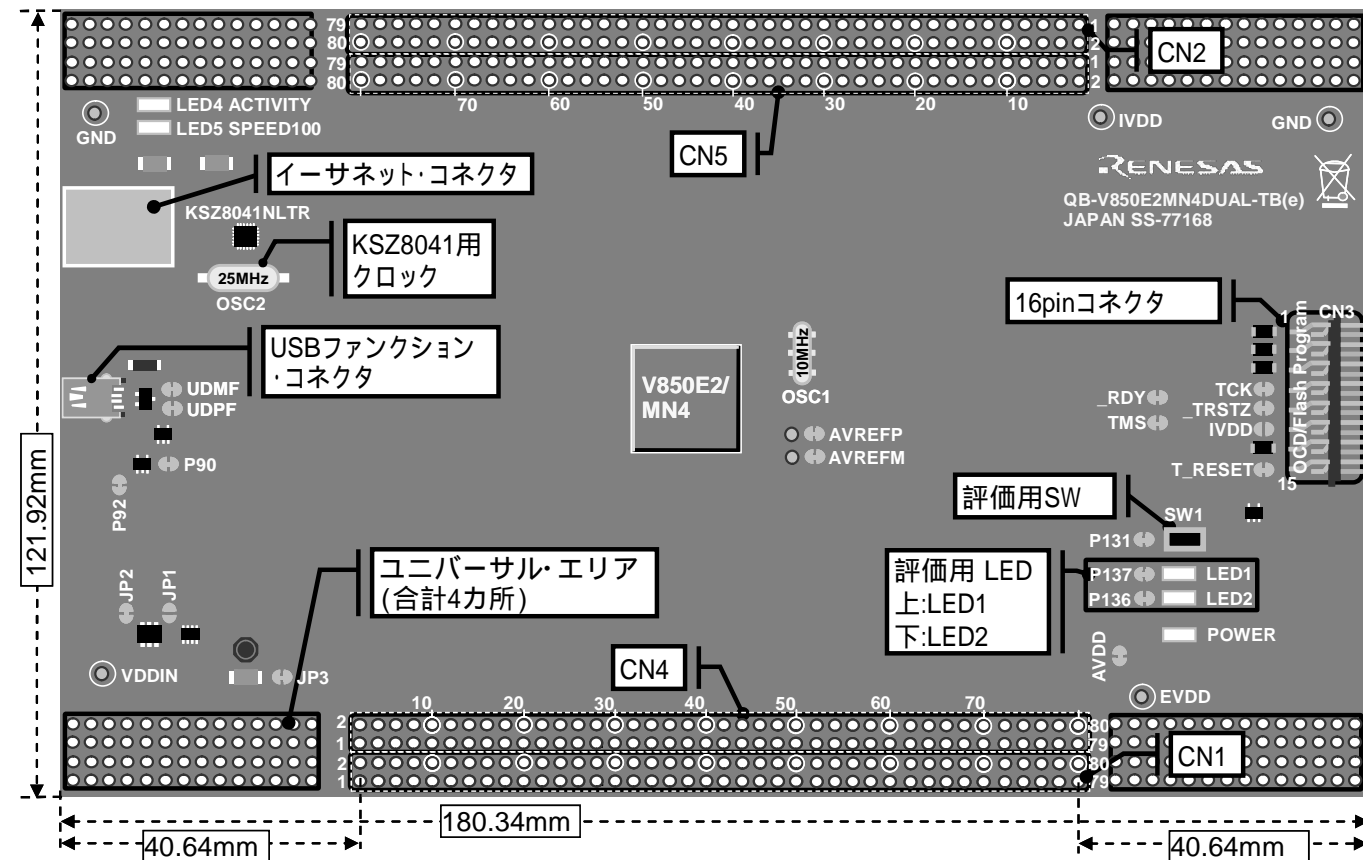 79
80
79
80
1
2
1
2
CN2
70
60
50
40
30
20
10
LED4 ACTIVITY
LED5 SPEED100
GND
CN5
IVDD
GND
イーサネット・コネクタ
RENESAS
QB-V850E2MN4DUAL-TB(e)
JAPAN SS-77168
KSZ8041NLTR
KSZ8041用
クロック
25MHz
OSC2
16pinコネクタ
1
CN3
OCD/Flash Program
15
USBファンクション
・コネクタ
UDMF
UDPF
P90
P92
V850E2/
MN4
10MHz
OSC1
AVREFP
AVREFM
_RDY
TMS
TCK
_TRSTZ
IVDD
T_RESET
評価用SW
SW1
P131
121.92mm
ユニバーサル・エリア
(合計4カ所)
評価用 LED
上:LED1
下:LED2
P137
LED1
P136
LED2
POWER
AVDD
JP2
JP1
VDDIN
JP3
CN4
EVDD
10
20
30
40
50
60
70
2
1
2
1
80
79
80
79
CN1
180.34mm
40.64mm
40.64mm